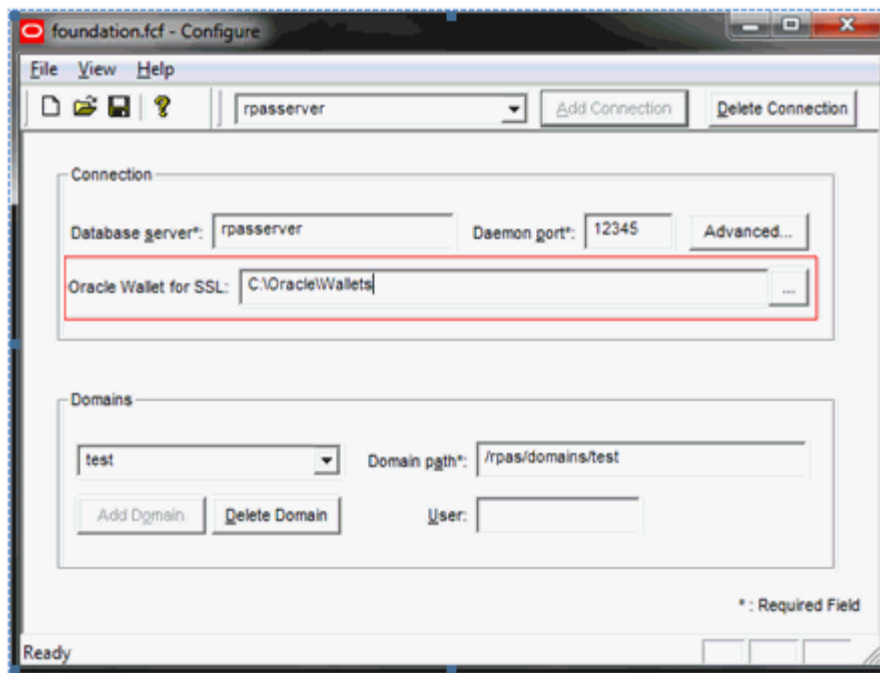 foundation.fcf - Configure
File View Help
rpasserver Add Connection Delete Connection
Connection
Database server*: rpasserver Daemon port*: 12345 Advanced...
Oracle Wallet for SSL: C:\Oracle\Wallets ...
Domains
test Domain path*: /rpas/domains/test
Add Domain Delete Domain User:
* : Required Field
Ready